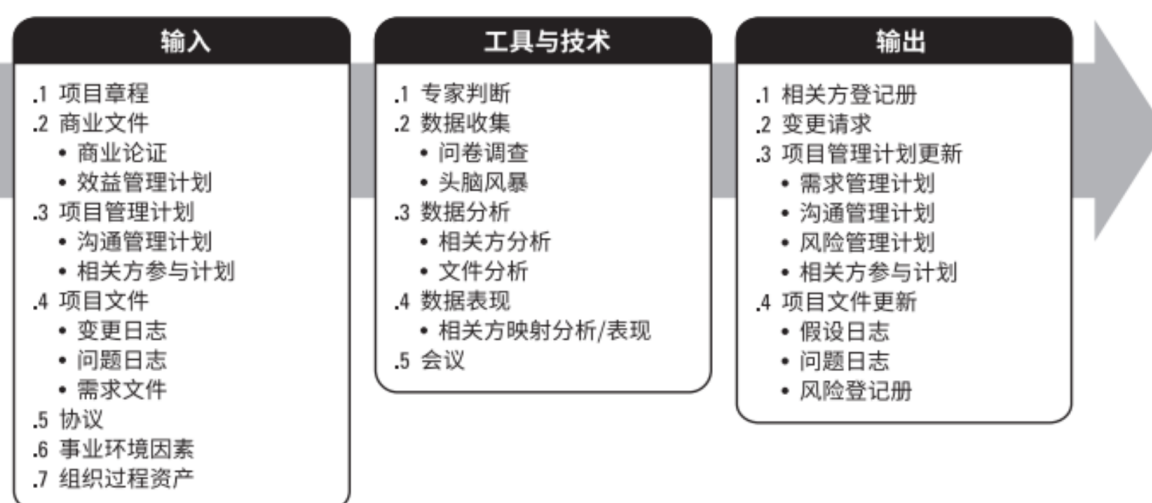 输入
.1 项目章程
.2 商业文件
• 商业论证
• 效益管理计划
.3 项目管理计划
• 沟通管理计划
• 相关方参与计划
.4 项目文件
• 变更日志
• 问题日志
• 需求文件
.5 协议
.6 事业环境因素
.7 组织过程资产
工具与技术
.1 专家判断
.2 数据收集
• 问卷调查
• 头脑风暴
.3 数据分析
• 相关方分析
• 文件分析
.4 数据表现
• 相关方映射分析/表现
.5 会议
输出
.1 相关方登记册
.2 变更请求
.3 项目管理计划更新
• 需求管理计划
• 沟通管理计划
• 风险管理计划
• 相关方参与计划
.4 项目文件更新
• 假设日志
• 问题日志
• 风险登记册